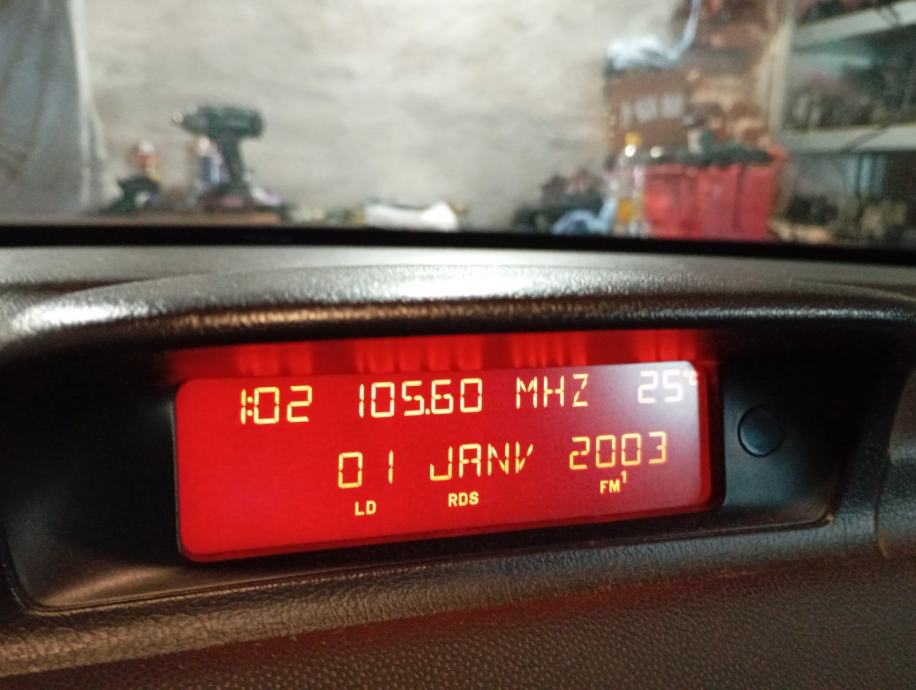 1:02 105.60 MHZ 25°C
01 JANV 2003
LD RDS FM1